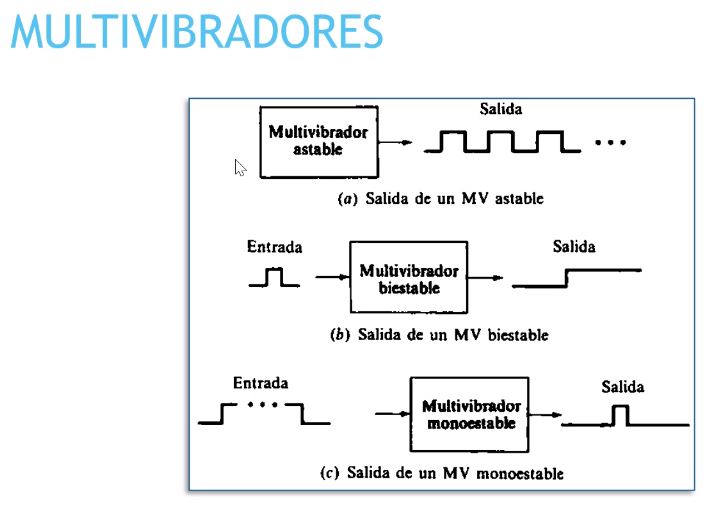 MULTIVIBRADORES
Salida
Multivibrador
astable
(a) Salida de un MV astable
Entrada
Salida
Multivibrador
biestable
(b) Salida de un MV biestable
Entrada
Salida
Multivibrador
monoestable
(c) Salida de un MV monoestable